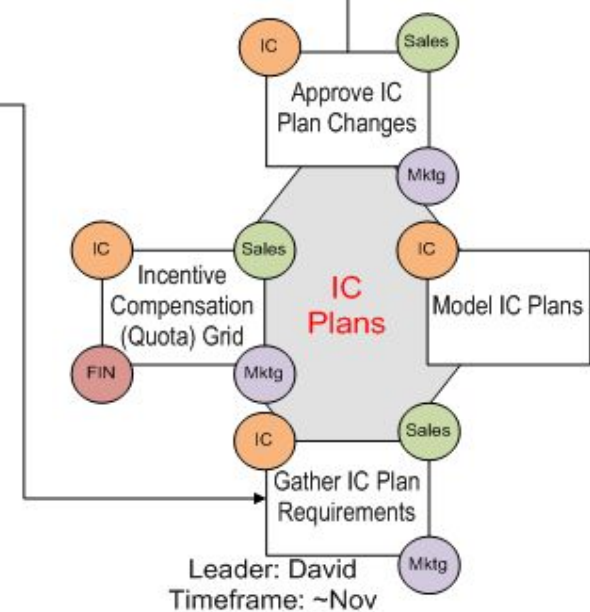 IC
Sales
Approve IC
Plan Changes
Mktg
IC
Sales
Incentive
Compensation
(Quota) Grid
FIN
Mktg
IC
Plans
IC
Model IC Plans
IC
Sales
Gather IC Plan
Requirements
Mktg
Leader: David
Timeframe: ~Nov